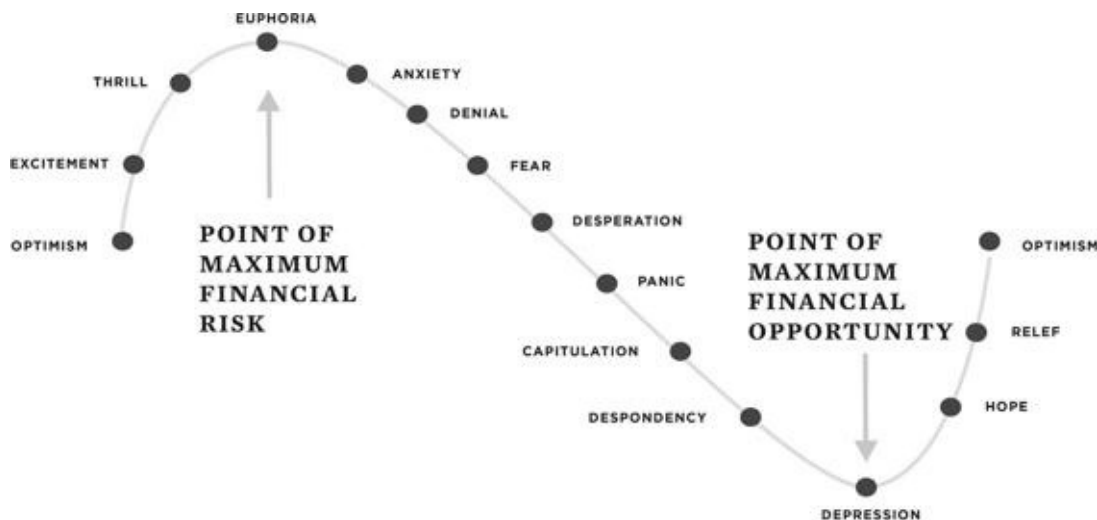 EUPHORIA
THRILL
ANXIETY
DENIAL
EXCITEMENT
FEAR
OPTIMISM
POINT OF
MAXIMUM
FINANCIAL
RISK
DESPERATION
PANIC
CAPITULATION
DESPONDENCY
POINT OF
MAXIMUM
FINANCIAL
OPPORTUNITY
OPTIMISM
RELEF
HOPE
DEPRESSION